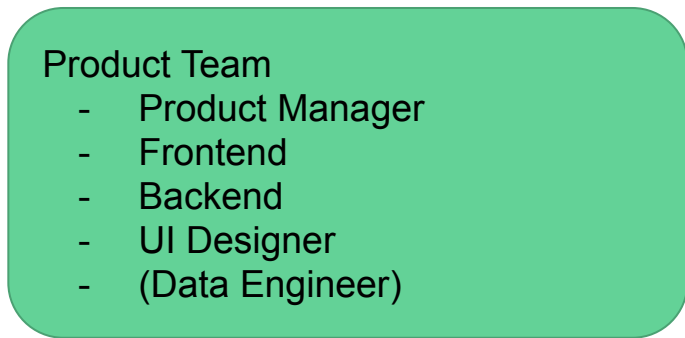 Product Team
- Product Manager
- Frontend
- Backend
- UI Designer
- (Data Engineer)